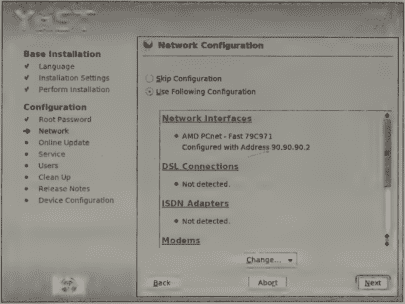 YaST
Base Installation
Language
Installation Settings
Perform Installation
Configuration
Root Password
Network
Online Update
Service
Users
Clean Up
Release Notes
Device Configuration
Network Configuration
Skip Configuration
Use Following Configuration
Network Interfaces
AMD PCnet - Fast 79C971
Configured with Address 90.90.90.2
DSL Connections
Not detected.
ISDN Adapters
Not detected.
Modems
Change...
Back
Abort
Next